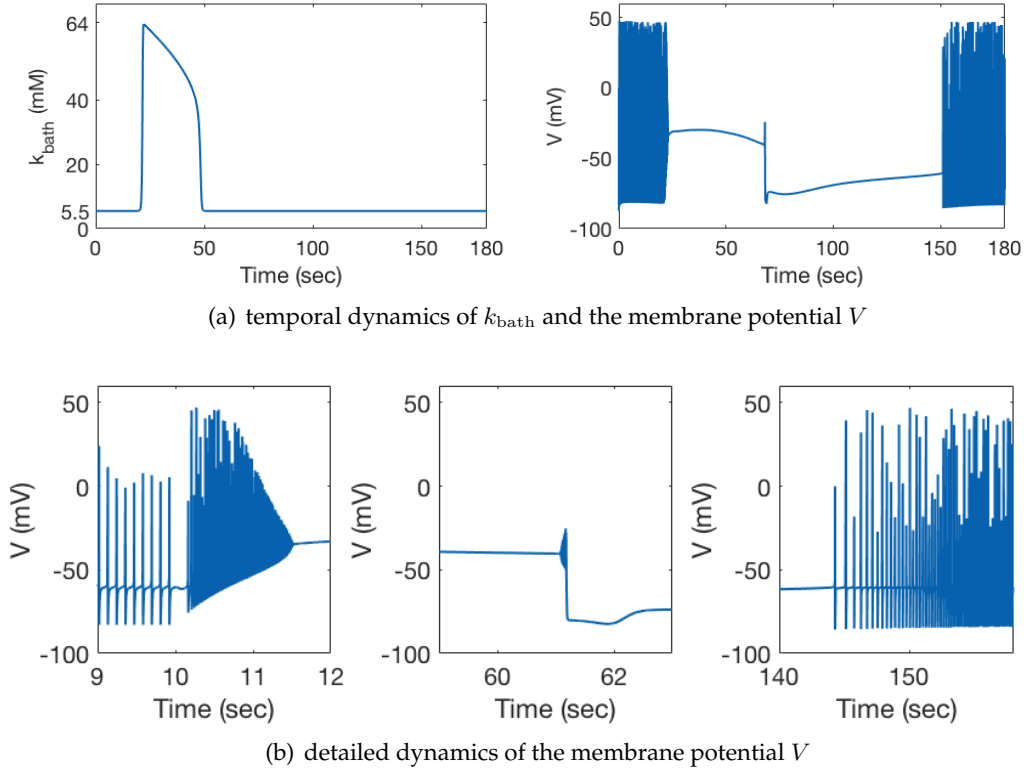 64
40
20
5.5
0
k_bath (mM)
0 50 100 150 180
Time (sec)
50
0
-50
-100
V (mV)
0 50 100 150 180
Time (sec)
(a) temporal dynamics of k_bath and the membrane potential V
50
0
-50
-100
V (mV)
9 10 11 12
Time (sec)
50
0
-50
-100
V (mV)
60 62
Time (sec)
50
0
-50
-100
V (mV)
140 150
Time (sec)
(b) detailed dynamics of the membrane potential V